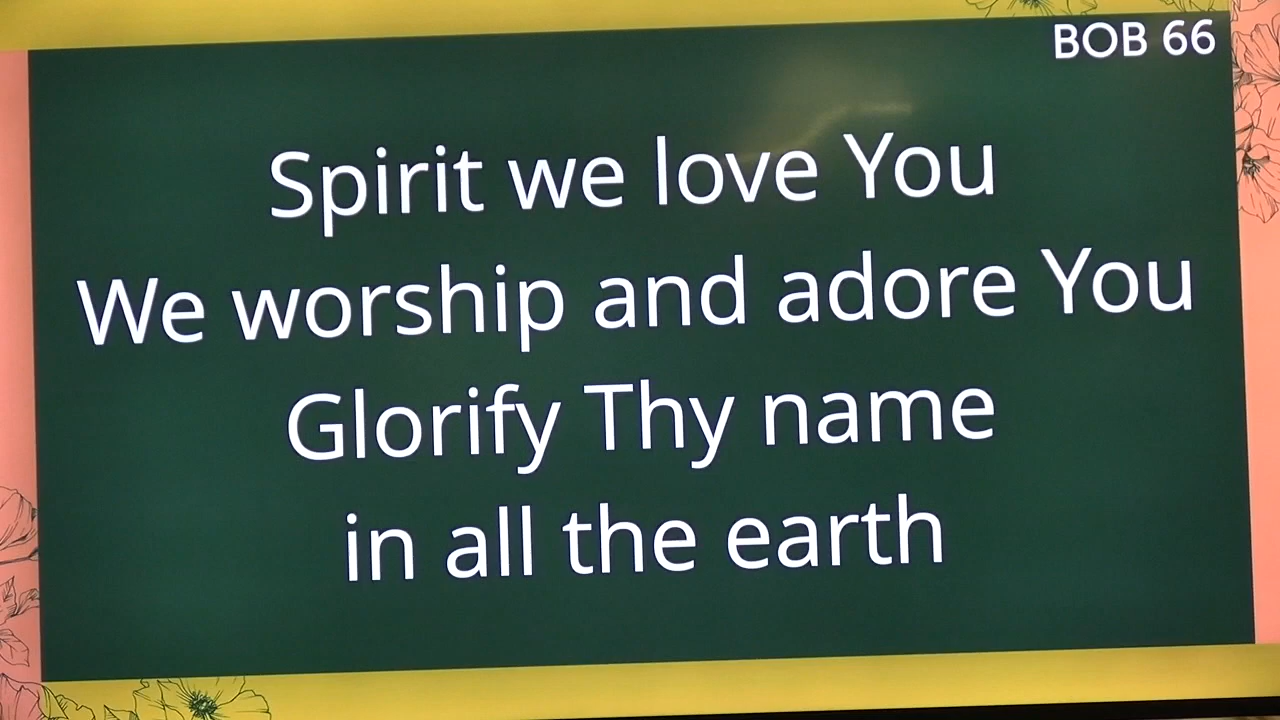 BOB 66
Spirit we love You
We worship and adore You
Glorify Thy name
in all the earth